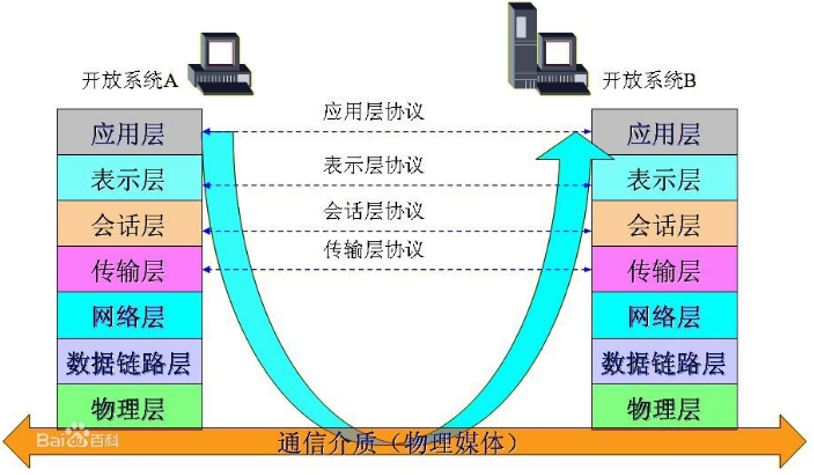 开放系统A
开放系统B
应用层协议
应用层
应用层
表示层协议
表示层
表示层
会话层协议
会话层
会话层
传输层协议
传输层
传输层
网络层
网络层
数据链路层
数据链路层
物理层
物理层
Bai百科
通信介质（物理媒体）